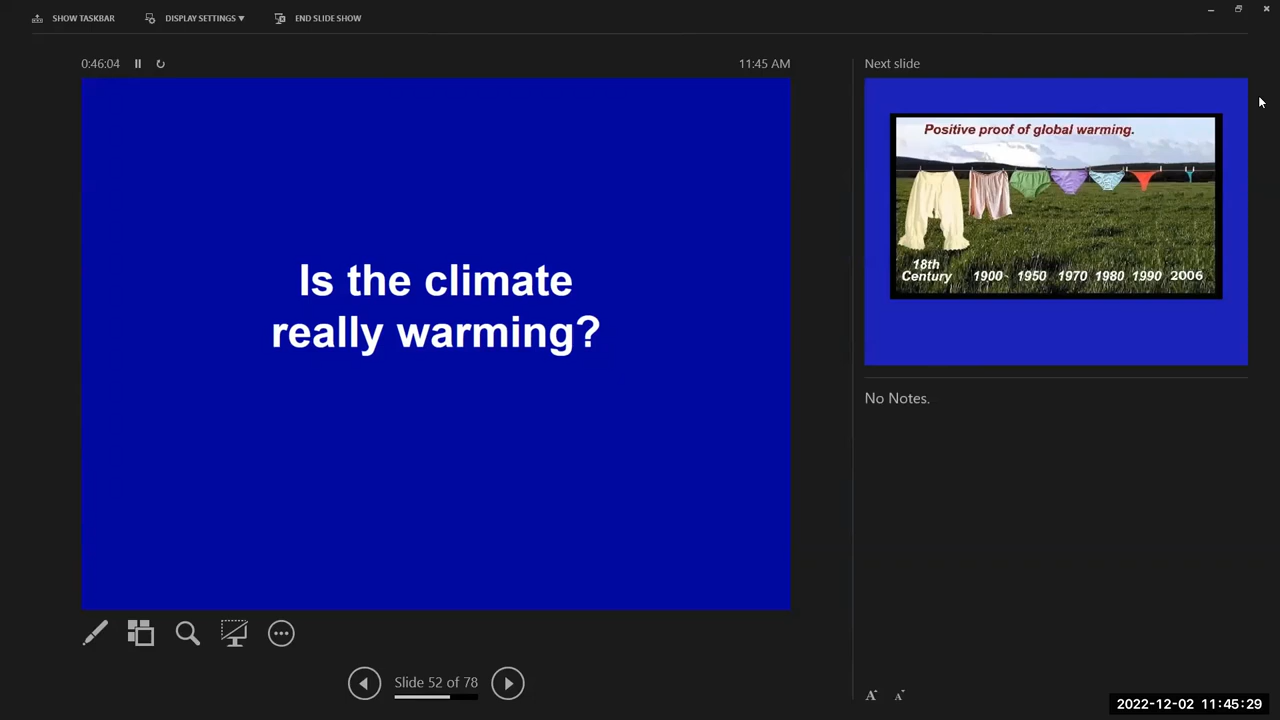 SHOW TASKBAR
DISPLAY SETTINGS ▼
END SLIDE SHOW
0:46:04
11:45 AM
Is the climate
really warming?
Slide 52 of 78
Next slide
Positive proof of global warming.
18th
Century
1900 1950 1970 1980 1990 2006
No Notes.
A A
2022-12-02 11:45:29